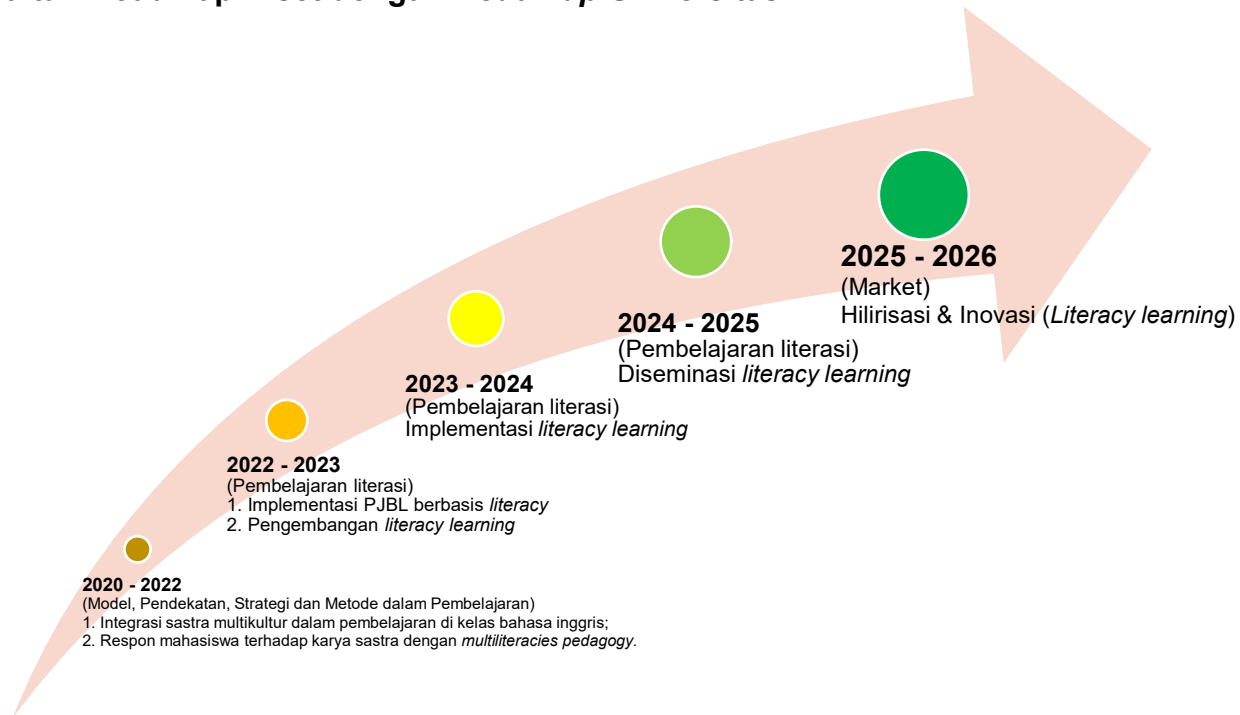 2025 - 2026
(Market)
Hilirisasi & Inovasi (Literacy learning)
2024 - 2025
(Pembelajaran literasi)
Diseminasi literacy learning
2023 - 2024
(Pembelajaran literasi)
Implementasi literacy learning
2022 - 2023
(Pembelajaran literasi)
1. Implementasi PJBL berbasis literacy
2. Pengembangan literacy learning
2020 - 2022
(Model, Pendekatan, Strategi dan Metode dalam Pembelajaran)
1. Integrasi sastra multikultur dalam pembelajaran di kelas bahasa inggris;
2. Respon mahasiswa terhadap karya sastra dengan multiliteracies pedagogy.